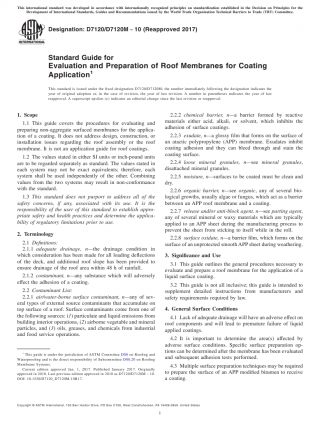 This international standard was developed in accordance with internationally recognized principles on standardization established in the Decision on Principles for the
Development of International Standards, Guides and Recommendations issued by the World Trade Organization Technical Barriers to Trade (TBT) Committee.
Designation: D7120/D7120M − 10 (Reapproved 2017)
INTERNATIONAL
Standard Guide for
Evaluation and Preparation of Roof Membranes for Coating
Application1
This standard is issued under the fixed designation D7120/D7120M; the number immediately following the designation indicates the
year of original adoption or, in the case of revision, the year of last revision. A number in parentheses indicates the year of last
reapproval. A superscript epsilon (ε) indicates an editorial change since the last revision or reapproval.
1. Scope
1.1 This guide covers the procedures for evaluating and
preparing non-aggregate surfaced membranes for the applica-
tion of a coating. It does not address design, construction, or
installation issues regarding the roof assembly or the roof
membrane. It is not an application guide for roof coatings.
1.2 The values stated in either SI units or inch-pound units
are to be regarded separately as standard. The values stated in
each system may not be exact equivalents; therefore, each
system shall be used independently of the other. Combining
values from the two systems may result in non-conformance
with the standard.
1.3 This standard does not purport to address all of the
safety concerns, if any, associated with its use. It is the
responsibility of the user of this standard to establish appro-
priate safety and health practices and determine the applica-
bility of regulatory limitations prior to use.
2. Terminology
2.1 Definitions:
2.1.1 adequate drainage, n—the drainage condition in
which consideration has been made for all loading deflections
of the deck, and additional roof slope has been provided to
ensure drainage of the roof area within 48 h of rainfall.
2.1.2 contaminant, n—any substance which will adversely
effect the adhesion of a coating.
2.2 Contaminant List:
2.2.1 airborne-borne surface contaminants, n—any of sev-
eral types of external source contaminants that accumulate on
top surface of a roof. Surface contaminants come from one of
the following sources: (1) particulate and liquid emissions from
building interior operations, (2) airborne vegetable and mineral
particles, and (3) oils, greases, and chemicals from industrial
and food service operations.
1 This guide is under the jurisdiction of ASTM Committee D08 on Roofing and
Waterproofing and is the direct responsibility of Subcommittee D08.20 on Roofing
Membrane Systems.
Current edition approved Jan. 1, 2017. Published January 2017. Originally
2.2.2 chemical barrier, n—a barrier formed by reactive
materials either acid, alkali, or solvent, which inhibits the
adhesion of surface coatings.
2.2.3 exudate, n—a glossy film that forms on the surface of
an atactic polypropylene (APP) membrane. Exudates inhibit
coating adhesion and they can bleed through and stain the
coating surface.
2.2.4 loose mineral granules, n—any mineral granules,
disattached mineral granules.
2.2.5 moisture, n—surfaces to be coated must be clean and
dry.
2.2.6 organic barrier, n—see organic, any of several bio-
logical growths, usually algae or fungus, which act as a barrier
between an APP roof membrane and a coating.
2.2.7 release and/or anti-block agent, n—see parting agent,
any of several mineral or waxy materials which are typically
applied to an APP sheet during the manufacturing process to
prevent the sheet from sticking to itself while in the roll.
2.2.8 surface oxidate, n—a barrier film, which forms on the
surface of an unprotected smooth APP sheet during weathering.
3. Significance and Use
3.1 This guide outlines the general procedures necessary to
evaluate and prepare a roof membrane for the application of a
liquid surface coating.
3.2 This guide is not all inclusive; this guide is intended to
supplement detailed instructions from manufacturers and
safety requirements required by law.
4. General Surface Conditions
4.1 Lack of adequate drainage will have an adverse effect on
roof components and will lead to premature failure of liquid
applied coatings.
4.2 It is important to determine the area(s) affected by
adverse surface conditions. Specific surface preparation op-
tions can be determined after the membrane has been evaluated
and subsequent adhesion tests performed.
4.3 Multiple surface preparation techniques may be required
to prepare the surface of an APP modified bitumen to receive
a coating.
Copyright © ASTM International, 100 Barr Harbor Drive, PO Box C700, West Conshohocken, PA 19428-2959. United States
1